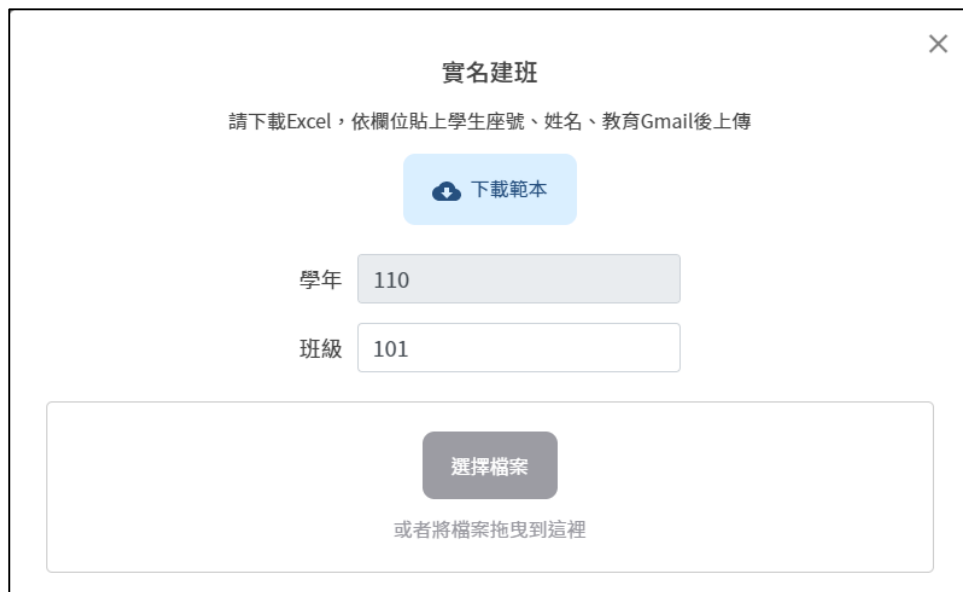 實名建班
請下載Excel，依欄位貼上學生座號、姓名、教育Gmail後上傳
下載範本
學年 110
班級 101
選擇檔案
或者將檔案拖曳到這裡